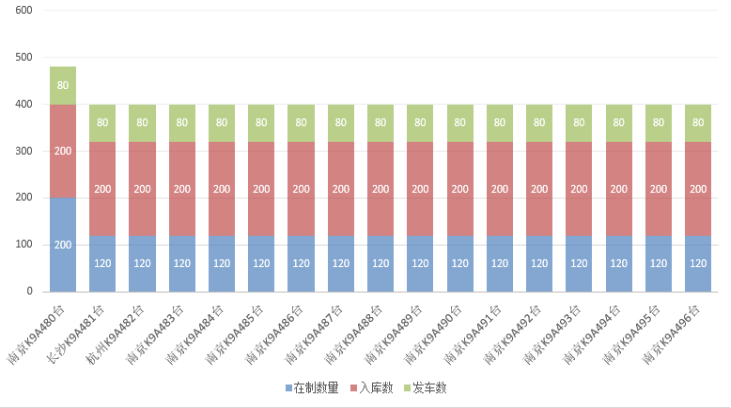 600
500
400
300
200
100
0
80 80 80 80 80 80 80 80 80 80 80 80 80 80 80 80 80
200 200 200 200 200 200 200 200 200 200 200 200 200 200 200 200 200
200 120 120 120 120 120 120 120 120 120 120 120 120 120 120 120 120
南京K9A480台
长沙K9A481台
杭州K9A482台
南京K9A483台
南京K9A484台
南京K9A485台
南京K9A486台
南京K9A487台
南京K9A488台
南京K9A489台
南京K9A490台
南京K9A491台
南京K9A492台
南京K9A493台
南京K9A494台
南京K9A495台
南京K9A496台
在制数量 入库数 发车数